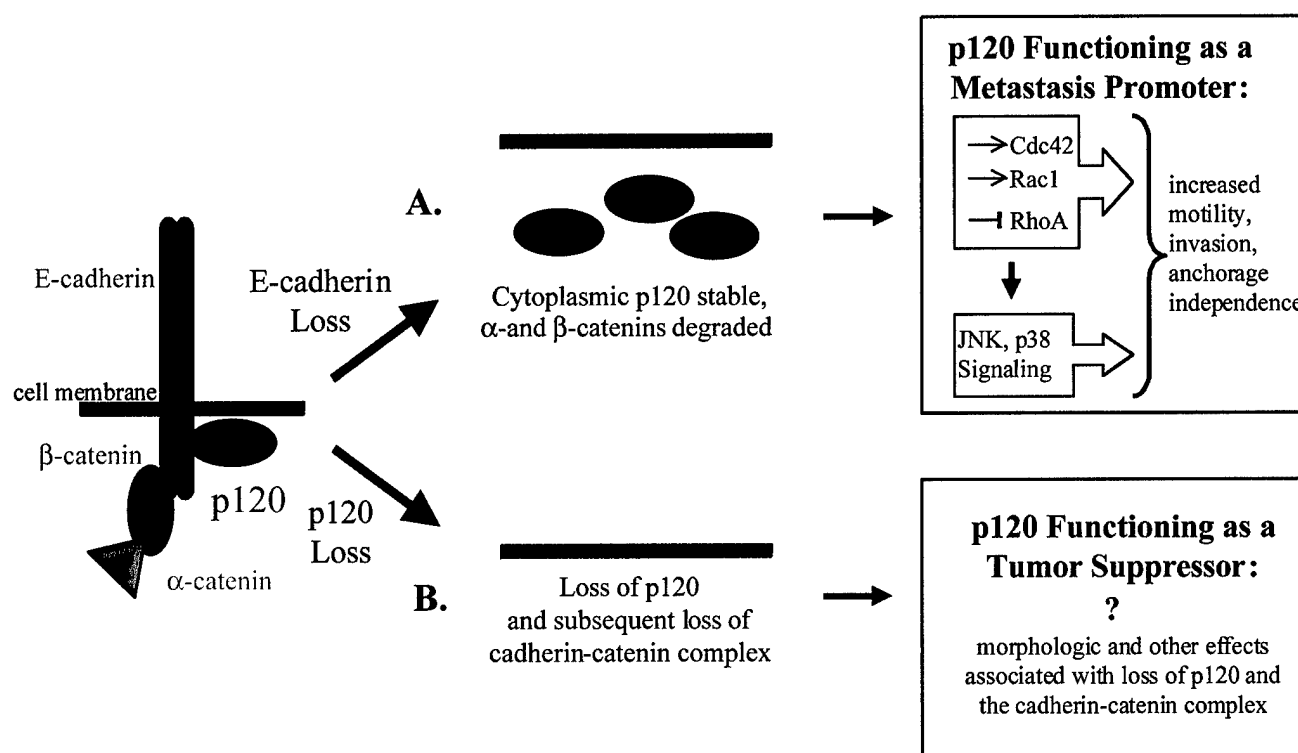 E-cadherin
cell membrane
β-catenin
p120
α-catenin
E-cadherin
Loss
p120
Loss
A.
Cytoplasmic p120 stable,
α-and β-catenins degraded
B.
Loss of p120
and subsequent loss of
cadherin-catenin complex
p120 Functioning as a
Metastasis Promoter:
Cdc42
Rac1
RhoA
JNK, p38
Signaling
increased
motility,
invasion,
anchorage
independence
p120 Functioning as a
Tumor Suppressor:
?
morphologic and other effects
associated with loss of p120 and
the cadherin-catenin complex